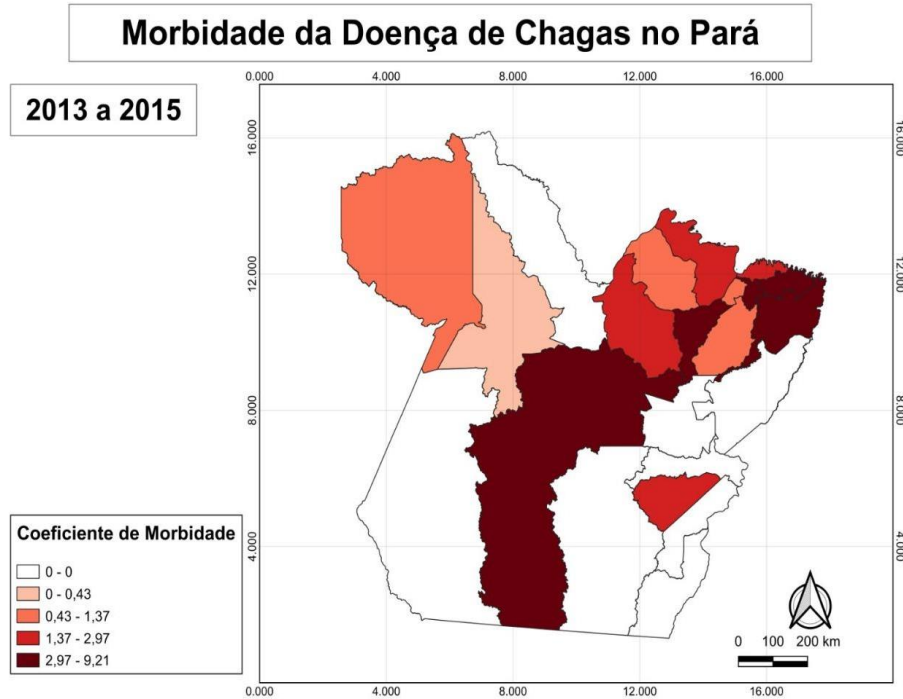 Morbidade da Doença de Chagas no Pará
2013 a 2015
0.000 4.000 8.000 12.000 16.000
16.000 16.000
12.000 12.000
8.000 8.000
4.000 4.000
Coeficiente de Morbidade
0 - 0
0 - 0,43
0,43 - 1,37
1,37 - 2,97
2,97 - 9,21
0 100 200 km
0.000 4.000 8.000 12.000 16.000